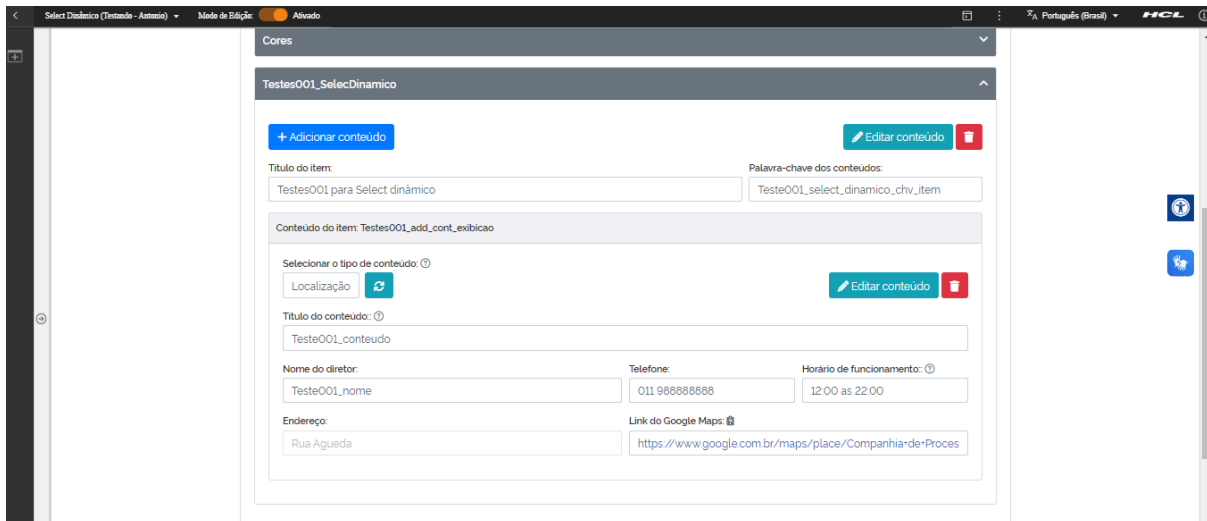 Select Dinâmico (Testando - Antonio) Modo de Edição: Ativado Português (Brasil) HCL
Cores
Testes001_SelecDinamico
+ Adicionar conteúdo Editar conteúdo
Título do item: Palavra-chave dos conteúdos:
Testes001 para Select dinâmico Teste001_select_dinamico_chv_item
Conteúdo do item: Testes001_add_cont_exibicao
Selecionar o tipo de conteúdo:
Localização Editar conteúdo
Título do conteúdo::
Teste001_conteudo
Nome do diretor: Telefone: Horário de funcionamento::
Teste001_nome 011 988888888 12:00 as 22:00
Endereço: Link do Google Maps:
Rua Agueda https://www.google.com.br/maps/place/Companhia+de+Proces